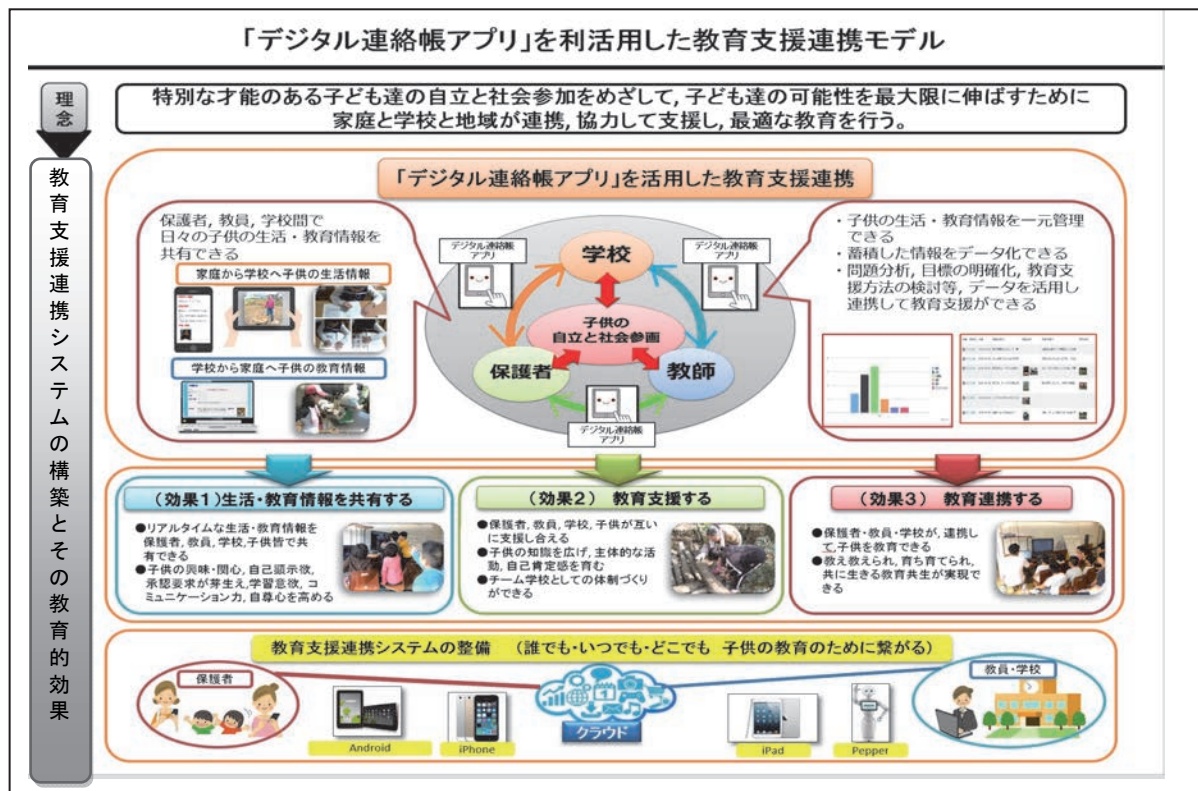 「デジタル連絡帳アプリ」を利活用した教育支援連携モデル
理念
特別な才能のある子ども達の自立と社会参加をめざして,子ども達の可能性を最大限に伸ばすために
家庭と学校と地域が連携,協力して支援し,最適な教育を行う。
教育支援連携システムの構築とその教育的効果
「デジタル連絡帳アプリ」を活用した教育支援連携
保護者,教員,学校間で
日々の子供の生活・教育情報を
共有できる
家庭から学校へ子供の生活情報
学校から家庭へ子供の教育情報
デジタル連絡帳
アプリ
学校
デジタル連絡帳
アプリ
子供の
自立と社会参画
保護者
教師
デジタル連絡帳
アプリ
・子供の生活・教育情報を一元管理
できる
・蓄積した情報をデータ化できる
・問題分析,目標の明確化,教育支
援方法の検討等,データを活用し
連携して教育支援ができる
(効果1)生活・教育情報を共有する
●リアルタイムな生活・教育情報を
保護者,教員,学校,子供皆で共
有できる
●子供の興味・関心,自己顕示欲,
承認要求が芽生え,学習意欲,コ
ミュニケーション力,自尊心を高める
(効果2) 教育支援する
●保護者,教員,学校,子供が互い
に支援し合える
●子供の知識を広げ,主体的な活
動,自己肯定感を育む
●チーム学校としての体制づくり
ができる
(効果3) 教育連携する
●保護者・教員・学校が,連携し
て,子供を教育できる
●教え教えられ,育ち育てられ,
共に生きる教育共生が実現で
きる
教育支援連携システムの整備 (誰でも・いつでも・どこでも 子供の教育のために繋がる)
保護者
Android
iPhone
クラウド
iPad
Pepper
教員・学校